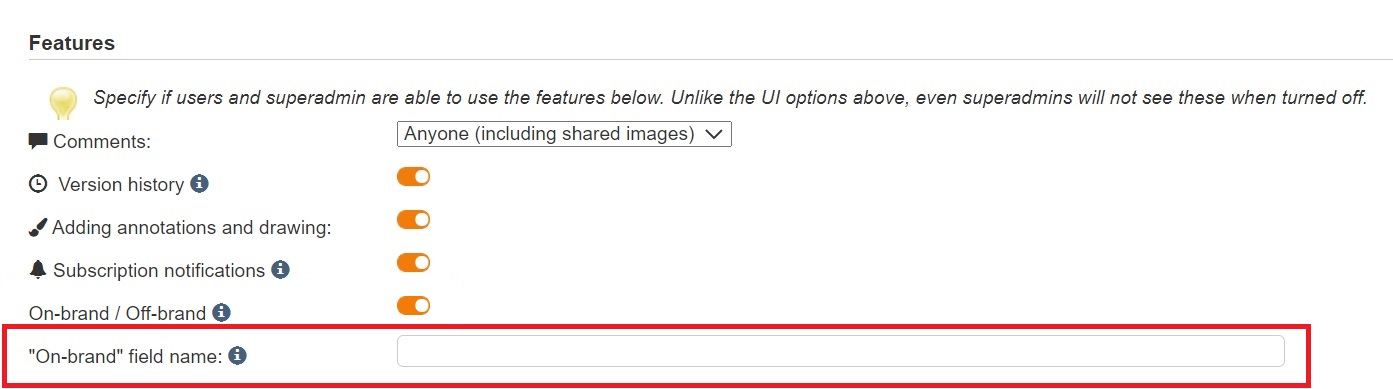 Features
Specify if users and superadmin are able to use the features below. Unlike the UI options above, even superadmins will not see these when turned off.
Comments: Anyone (including shared images)
Version history
Adding annotations and drawing:
Subscription notifications
On-brand / Off-brand
"On-brand" field name: